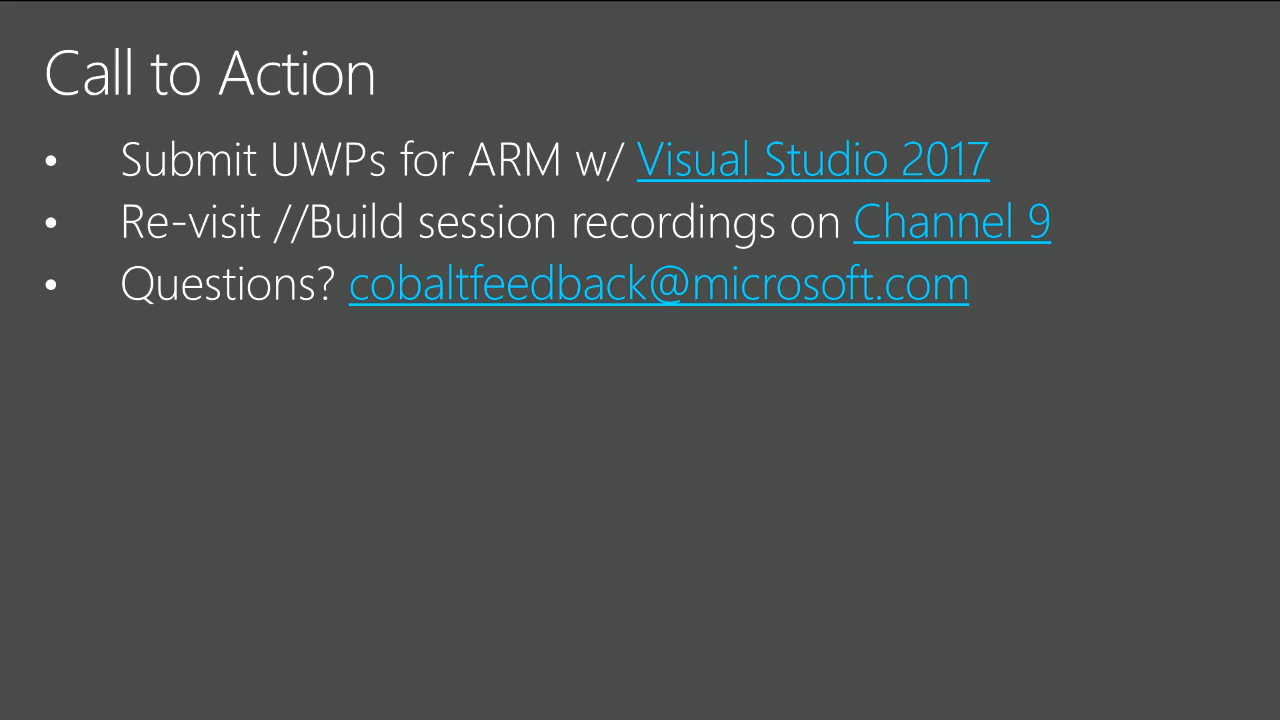 Call to Action
• Submit UWPs for ARM w/ Visual Studio 2017
• Re-visit //Build session recordings on Channel 9
• Questions? cobaltfeedback@microsoft.com